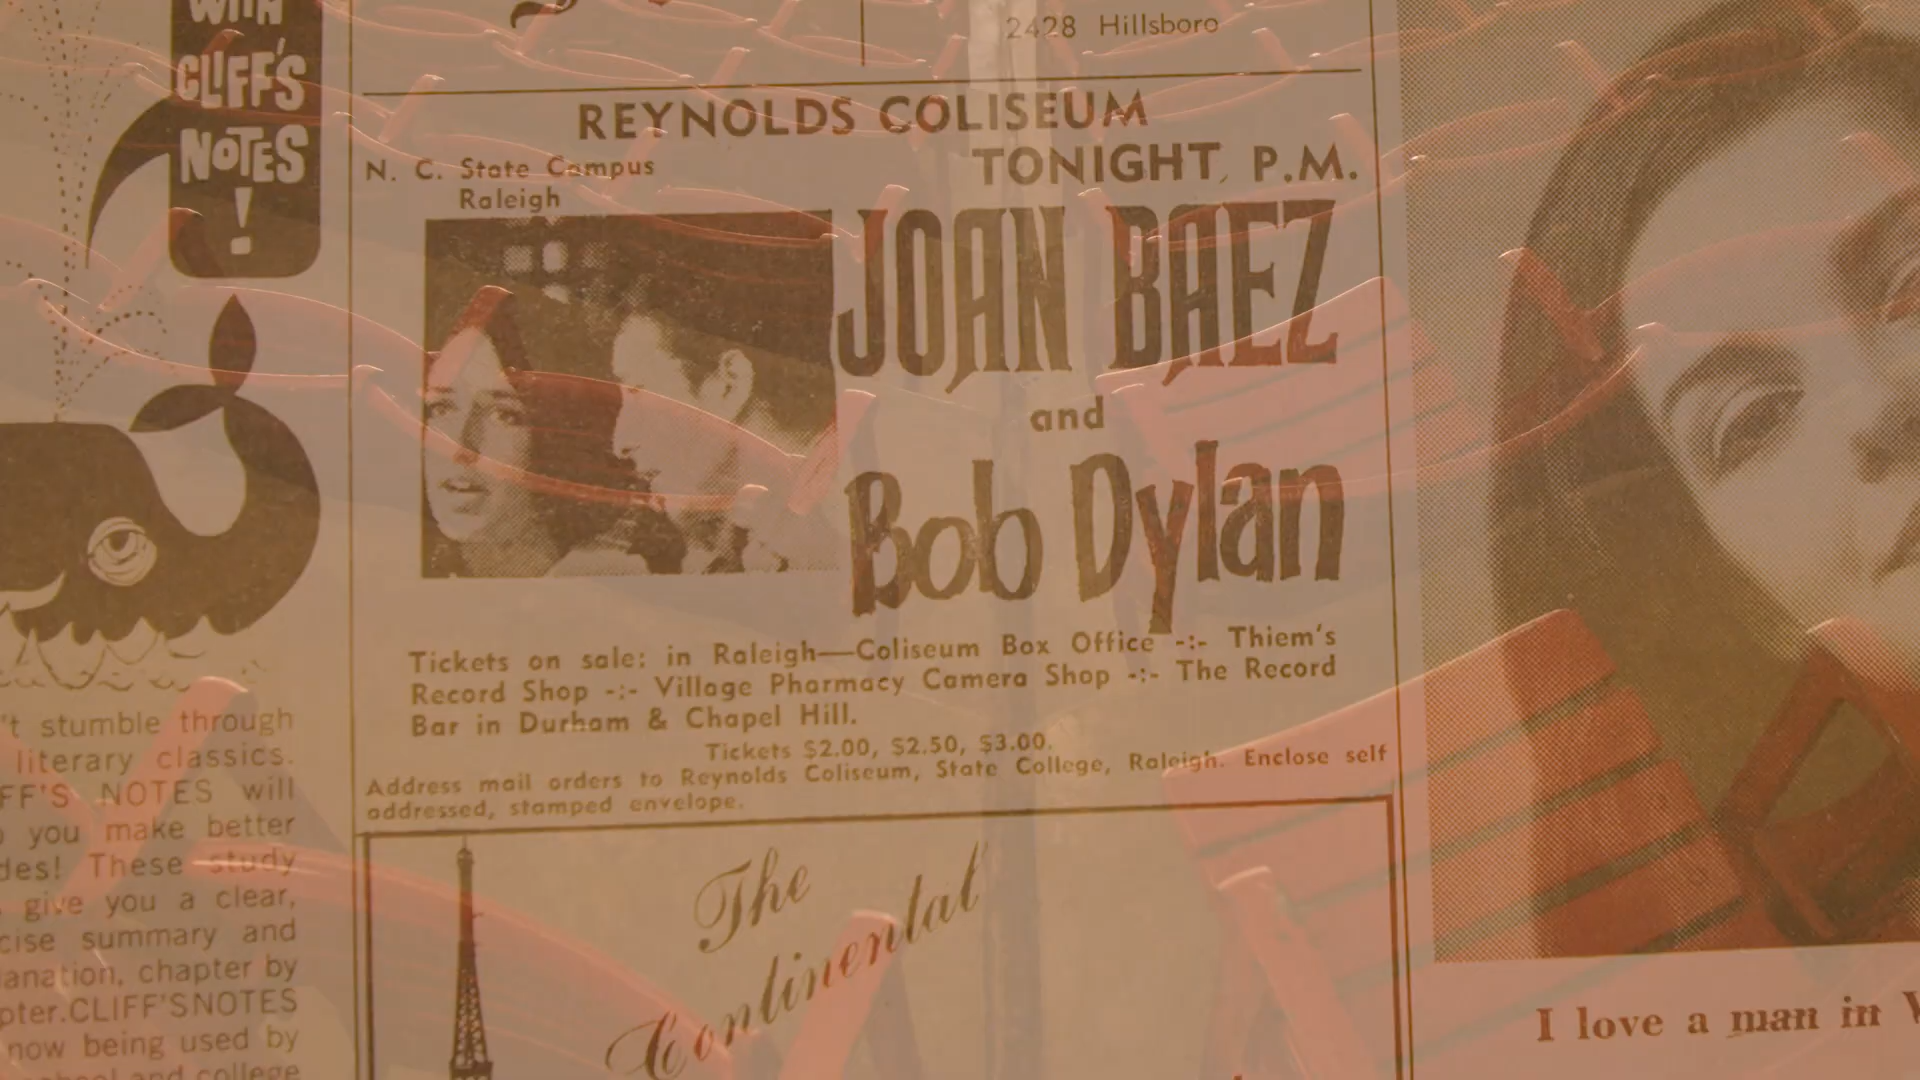 WITH
CLIFF'S
NOTES
!
't stumble through
literary classics.
FF'S NOTES will
you make better
des! These study
give you a clear,
cise summary and
anation, chapter by
pter.CLIFF'S NOTES
now being used by
school and college
2428 Hillsboro
REYNOLDS COLISEUM
N. C. State Campus
Raleigh
TONIGHT, P.M.
JOAN BAEZ
and
Bob Dylan
Tickets on sale: in Raleigh—Coliseum Box Office -:- Thiem's
Record Shop -:- Village Pharmacy Camera Shop -:- The Record
Bar in Durham & Chapel Hill.
Tickets $2.00, $2.50, $3.00.
Address mail orders to Reynolds Coliseum, State College, Raleigh. Enclose self
addressed, stamped envelope.
The
Continental
I love a man in